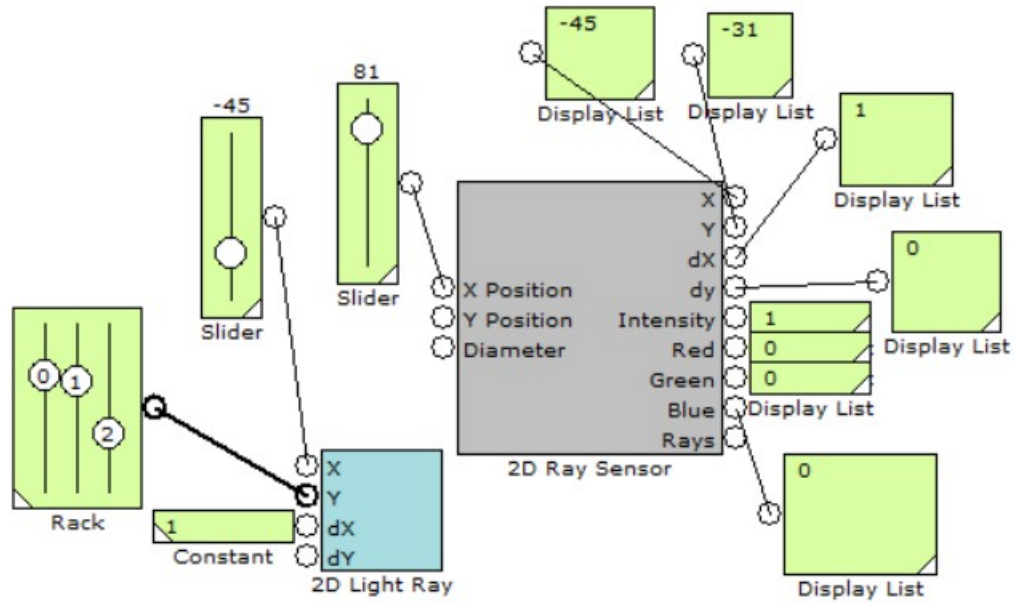 -45
-31
Display List
Display List
1
Display List
81
Slider
-45
Slider
X
Y
dX
dy
X Position
Y Position
Diameter
Intensity
Red
Green
Blue
Rays
2D Ray Sensor
0
Display List
1
0
0
Display List
0
Display List
0
1
2
Rack
X
Y
dX
dY
1
Constant
2D Light Ray